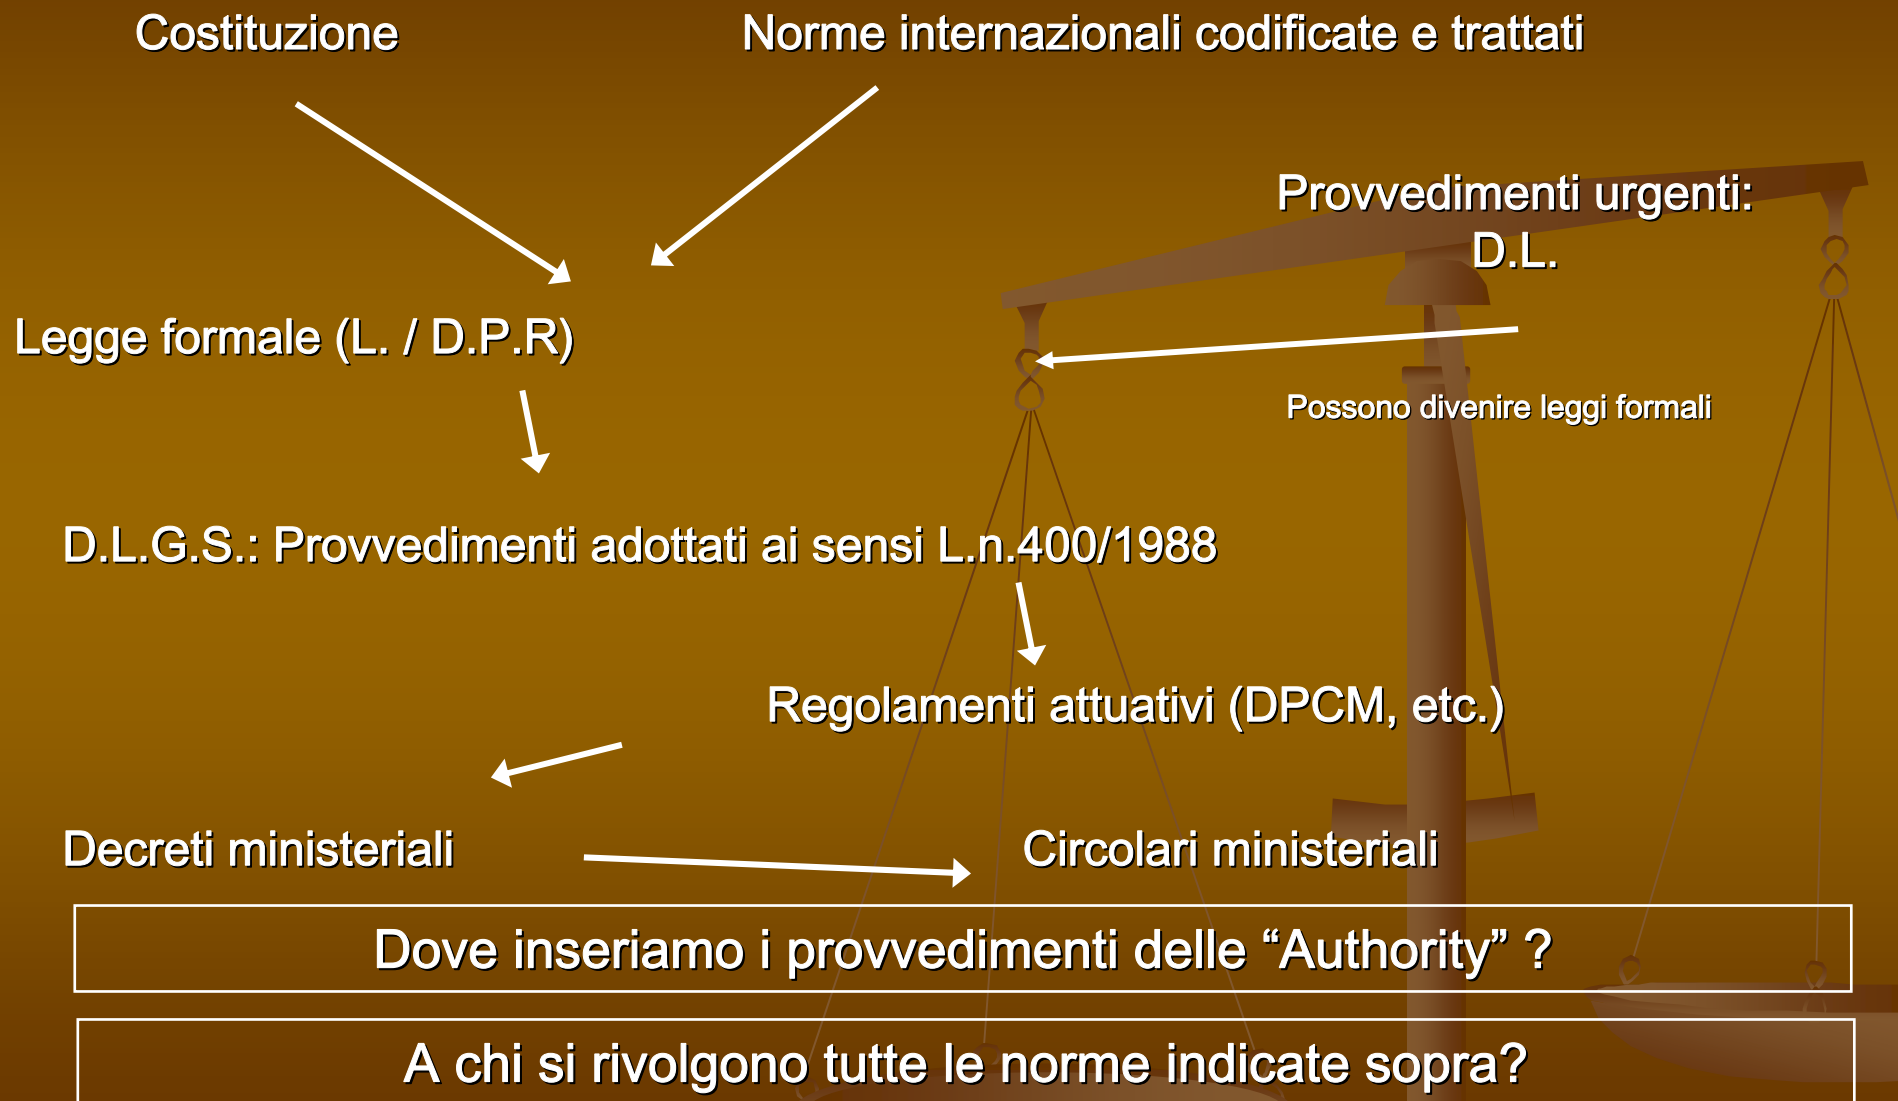 Costituzione
Norme internazionali codificate e trattati
Provvedimenti urgenti:
D.L.
Legge formale (L. / D.P.R)
Possono divenire leggi formali
D.L.G.S.: Provvedimenti adottati ai sensi L.n.400/1988
Regolamenti attuativi (DPCM, etc.)
Decreti ministeriali
Circolari ministeriali
Dove inseriamo i provvedimenti delle “Authority” ?
A chi si rivolgono tutte le norme indicate sopra?